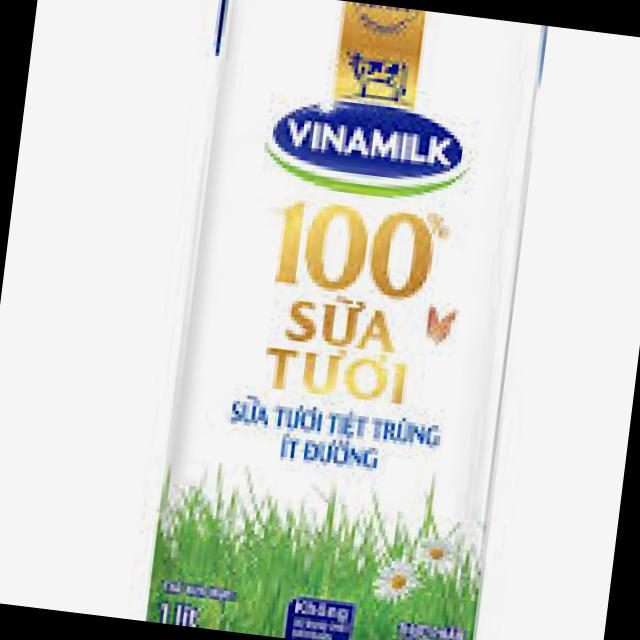 VINAMILK
100%
SỮA
TƯƠI
SỮA TƯƠI TIỆT TRÙNG
ÍT ĐƯỜNG
1 lít
Không